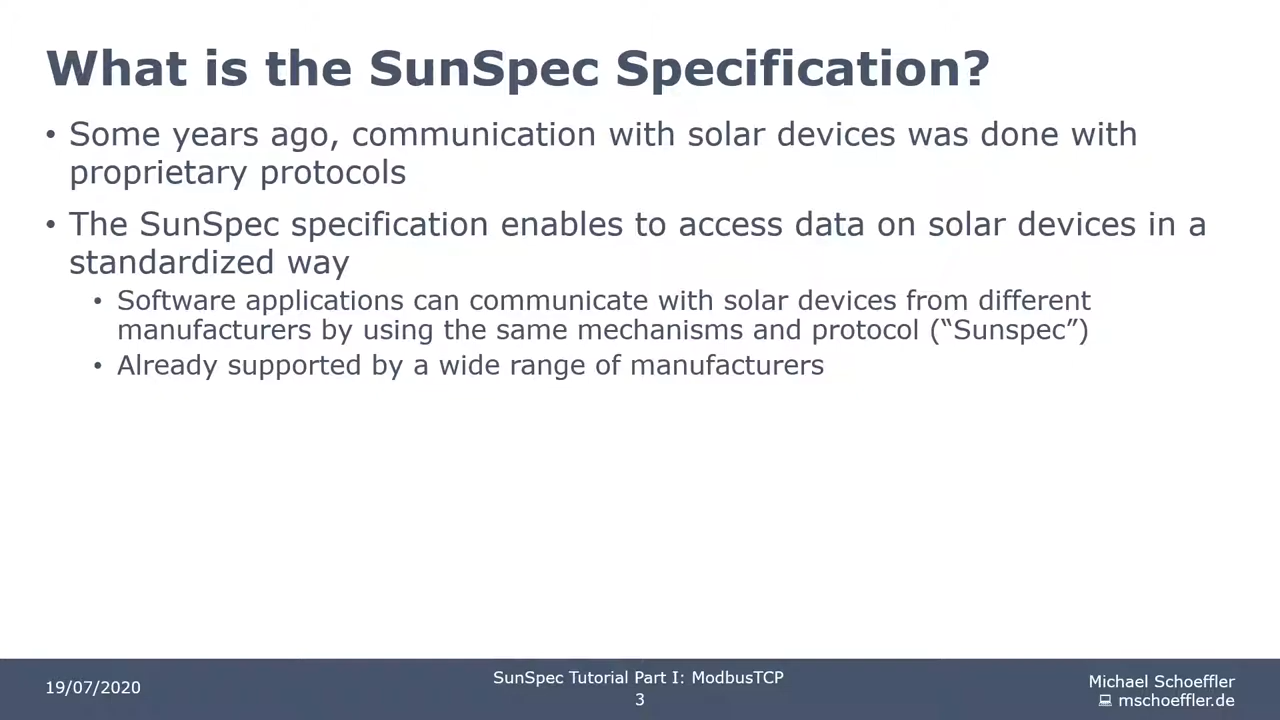 What is the SunSpec Specification?
• Some years ago, communication with solar devices was done with
proprietary protocols
• The SunSpec specification enables to access data on solar devices in a
standardized way
• Software applications can communicate with solar devices from different
manufacturers by using the same mechanisms and protocol (“Sunspec”)
• Already supported by a wide range of manufacturers
19/07/2020
SunSpec Tutorial Part I: ModbusTCP
3
Michael Schoeffler
💻 mschoeffler.de